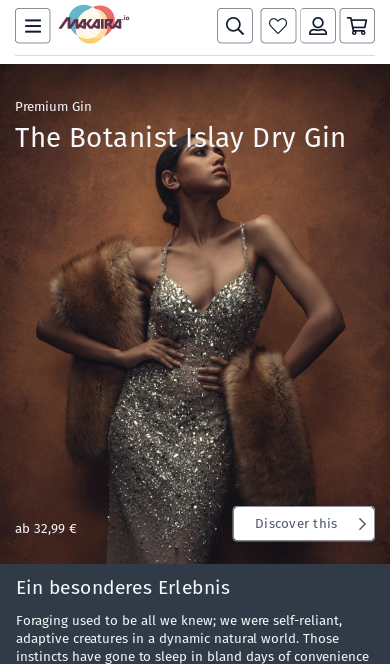 MAKAIRA.io
Premium Gin
The Botanist Islay Dry Gin
ab 32,99 €
Discover this
Ein besonderes Erlebnis
Foraging used to be all we knew; we were self-reliant,
adaptive creatures in a dynamic natural world. Those
instincts have gone to sleep in bland days of convenience